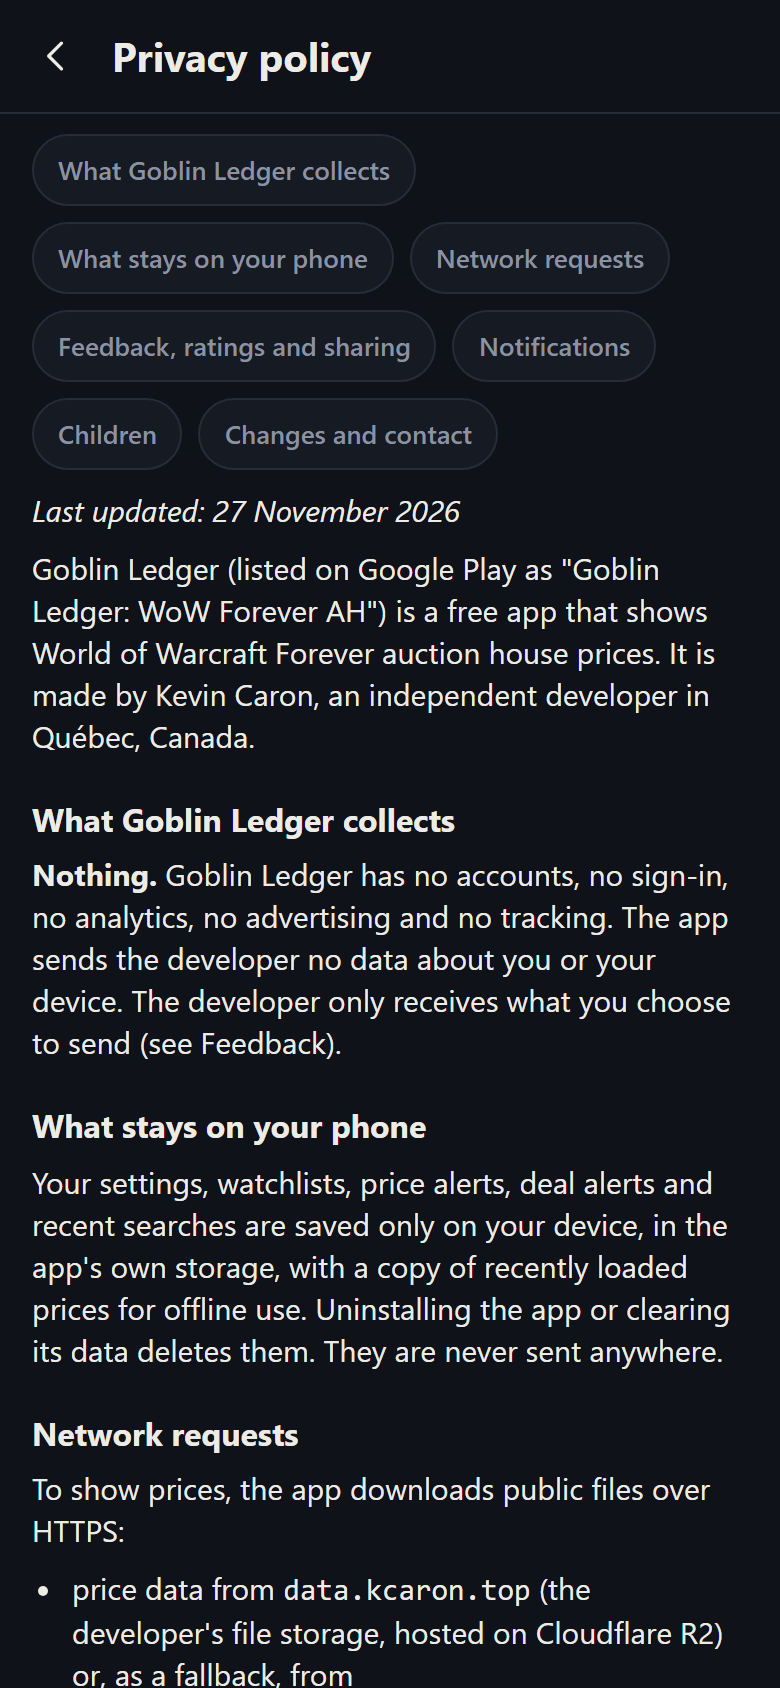 Privacy policy
What Goblin Ledger collects
What stays on your phone
Network requests
Feedback, ratings and sharing
Notifications
Children
Changes and contact
Last updated: 27 November 2026
Goblin Ledger (listed on Google Play as "Goblin
Ledger: WoW Forever AH") is a free app that shows
World of Warcraft Forever auction house prices. It is
made by Kevin Caron, an independent developer in
Québec, Canada.
What Goblin Ledger collects
Nothing. Goblin Ledger has no accounts, no sign-in,
no analytics, no advertising and no tracking. The app
sends the developer no data about you or your
device. The developer only receives what you choose
to send (see Feedback).
What stays on your phone
Your settings, watchlists, price alerts, deal alerts and
recent searches are saved only on your device, in the
app's own storage, with a copy of recently loaded
prices for offline use. Uninstalling the app or clearing
its data deletes them. They are never sent anywhere.
Network requests
To show prices, the app downloads public files over
HTTPS:
• price data from data.kcaron.top (the
developer's file storage, hosted on Cloudflare R2)
or, as a fallback, from